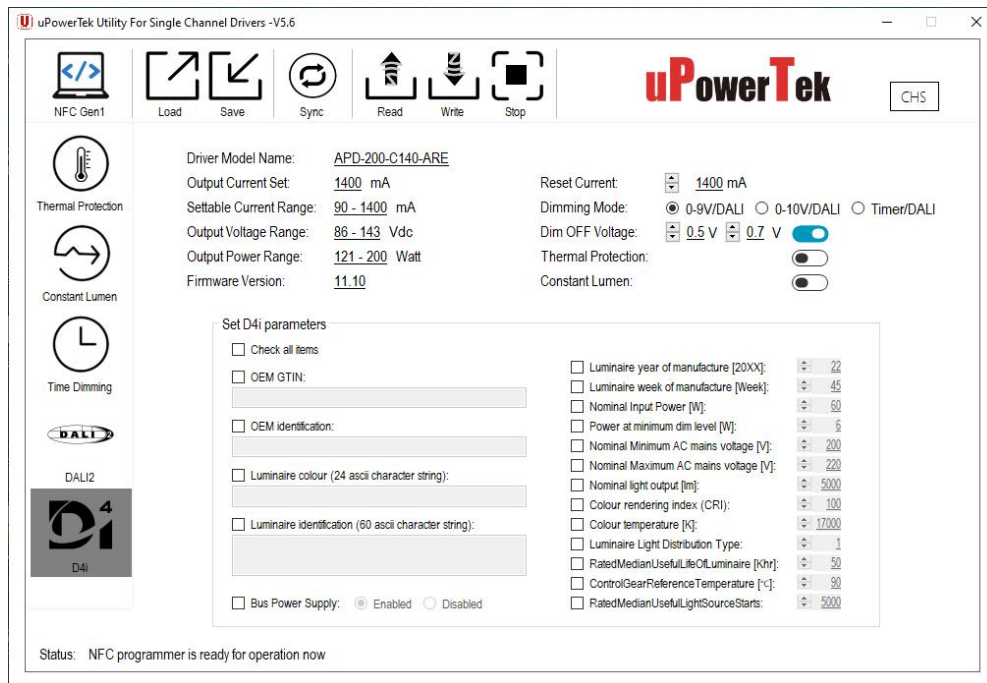 uPowerTek Utility For Single Channel Drivers -V5.6
NFC Gen1
Load
Save
Sync
Read
Write
Stop
uPowerTek
CHS
Thermal Protection
Constant Lumen
Time Dimming
DALI 2
DALI2
D4i
D4i
Driver Model Name: APD-200-C140-ARE
Output Current Set: 1400 mA
Settable Current Range: 90 - 1400 mA
Output Voltage Range: 86 - 143 Vdc
Output Power Range: 121 - 200 Watt
Firmware Version: 11.10
Reset Current: 1400 mA
Dimming Mode: 0-9V/DALI 0-10V/DALI Timer/DALI
Dim OFF Voltage: 0.5 V 0.7 V
Thermal Protection:
Constant Lumen:
Set D4i parameters
Check all items
OEM GTIN:
OEM identification:
Luminaire colour (24 ascii character string):
Luminaire identification (60 ascii character string):
Bus Power Supply: Enabled Disabled
Luminaire year of manufacture [20XX]: 22
Luminaire week of manufacture [Week]: 45
Nominal Input Power [W]: 60
Power at minimum dim level [W]: 6
Nominal Minimum AC mains voltage [V]: 200
Nominal Maximum AC mains voltage [V]: 220
Nominal light output [lm]: 5000
Colour rendering index (CRI): 100
Colour temperature [K]: 17000
Luminaire Light Distribution Type: 1
RatedMedianUsefulLifeOfLuminaire [Khr]: 50
ControlGearReferenceTemperature [°C]: 90
RatedMedianUsefulLightSourceStarts: 5000
Status: NFC programmer is ready for operation now